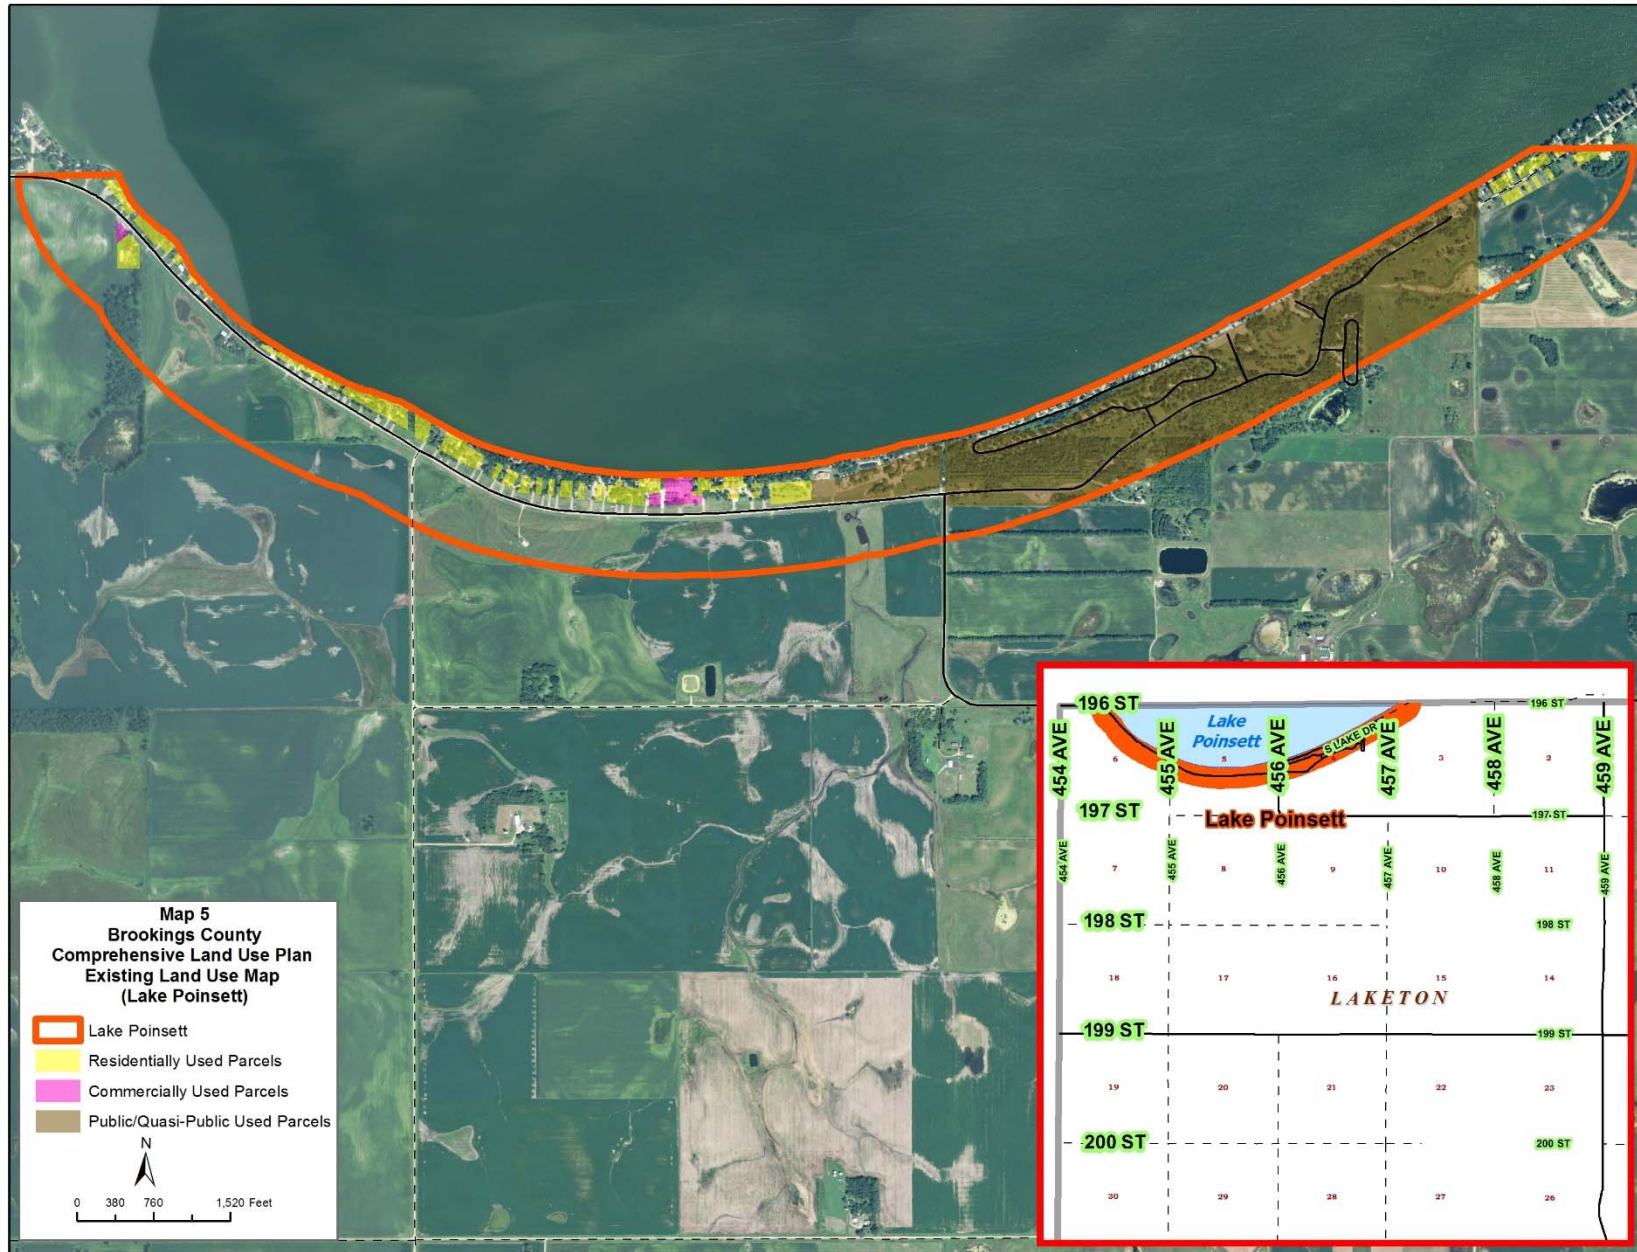 Map 5
Brookings County
Comprehensive Land Use Plan
Existing Land Use Map
(Lake Poinsett)
Lake Poinsett
Residentially Used Parcels
Commercially Used Parcels
Public/Quasi-Public Used Parcels
N
0 380 760 1,520 Feet
196 ST
196 ST
Lake
Poinsett
S LAKE DR
454 AVE
455 AVE
456 AVE
457 AVE
458 AVE
459 AVE
6 5 4 3 2
197 ST
197 ST
Lake Poinsett
454 AVE
455 AVE
456 AVE
457 AVE
458 AVE
459 AVE
7 8 9 10 11
198 ST
198 ST
18 17 16 15 14
LAKETON
199 ST
199 ST
19 20 21 22 23
200 ST
200 ST
30 29 28 27 26